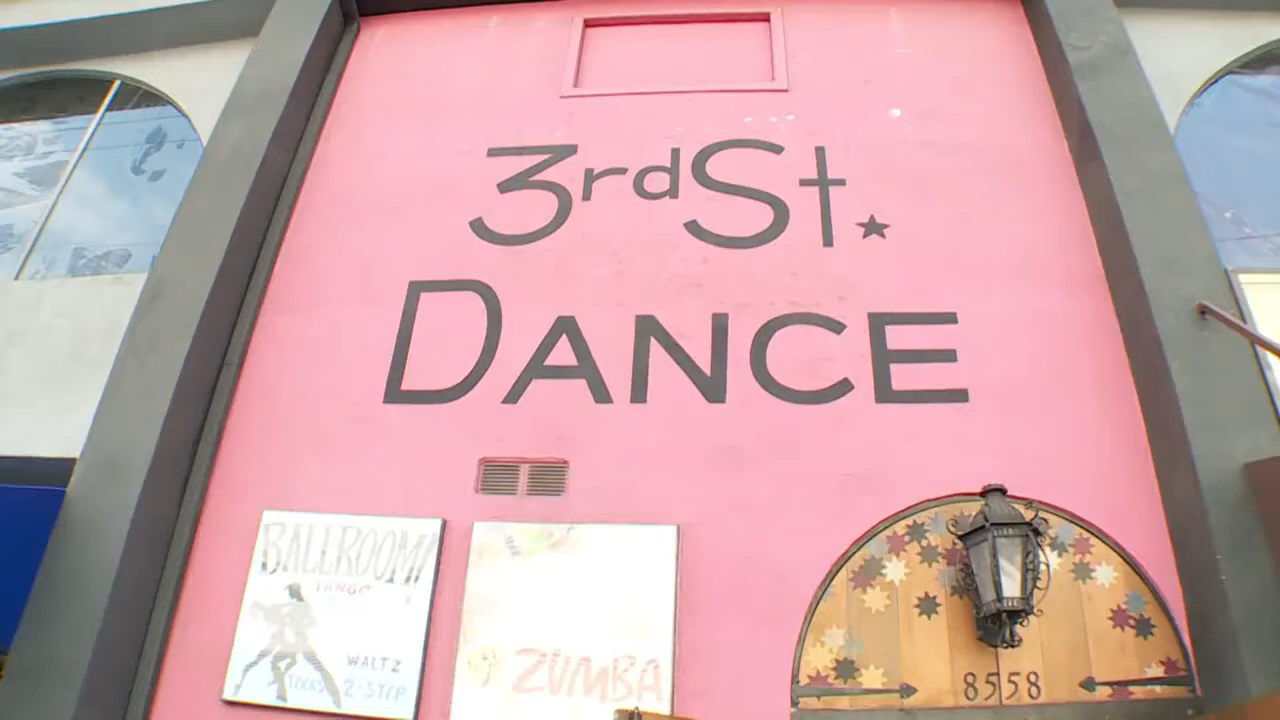 3rd St.
DANCE
BALLROOM!
TANGO
WALTZ
TEXAS 2-STEP
ZUMBA
8558